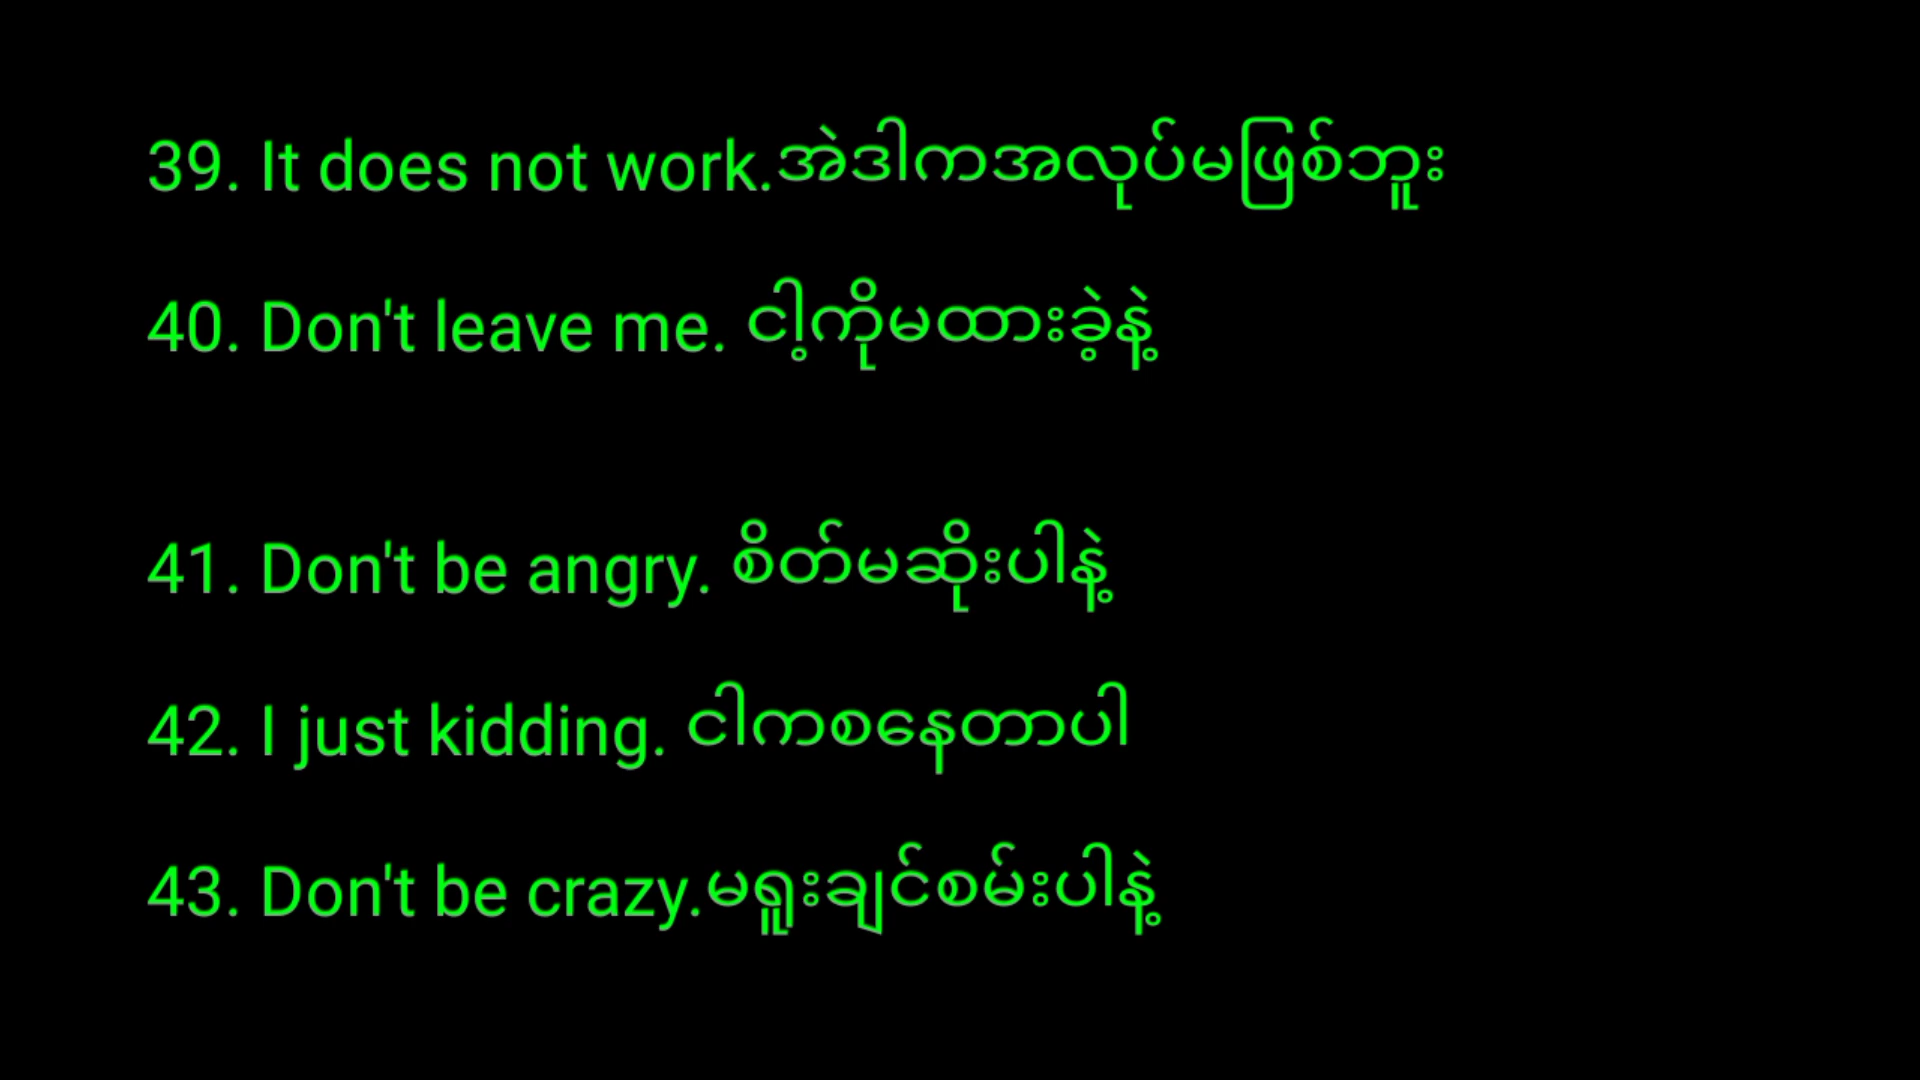 39. It does not work.အဲဒါကအလုပ်မဖြစ်ဘူး
40. Don't leave me. ငါ့ကိုမထားခဲ့နဲ့
41. Don't be angry. စိတ်မဆိုးပါနဲ့
42. I just kidding. ငါကစနေတာပါ
43. Don't be crazy.မရူးချင်စမ်းပါနဲ့